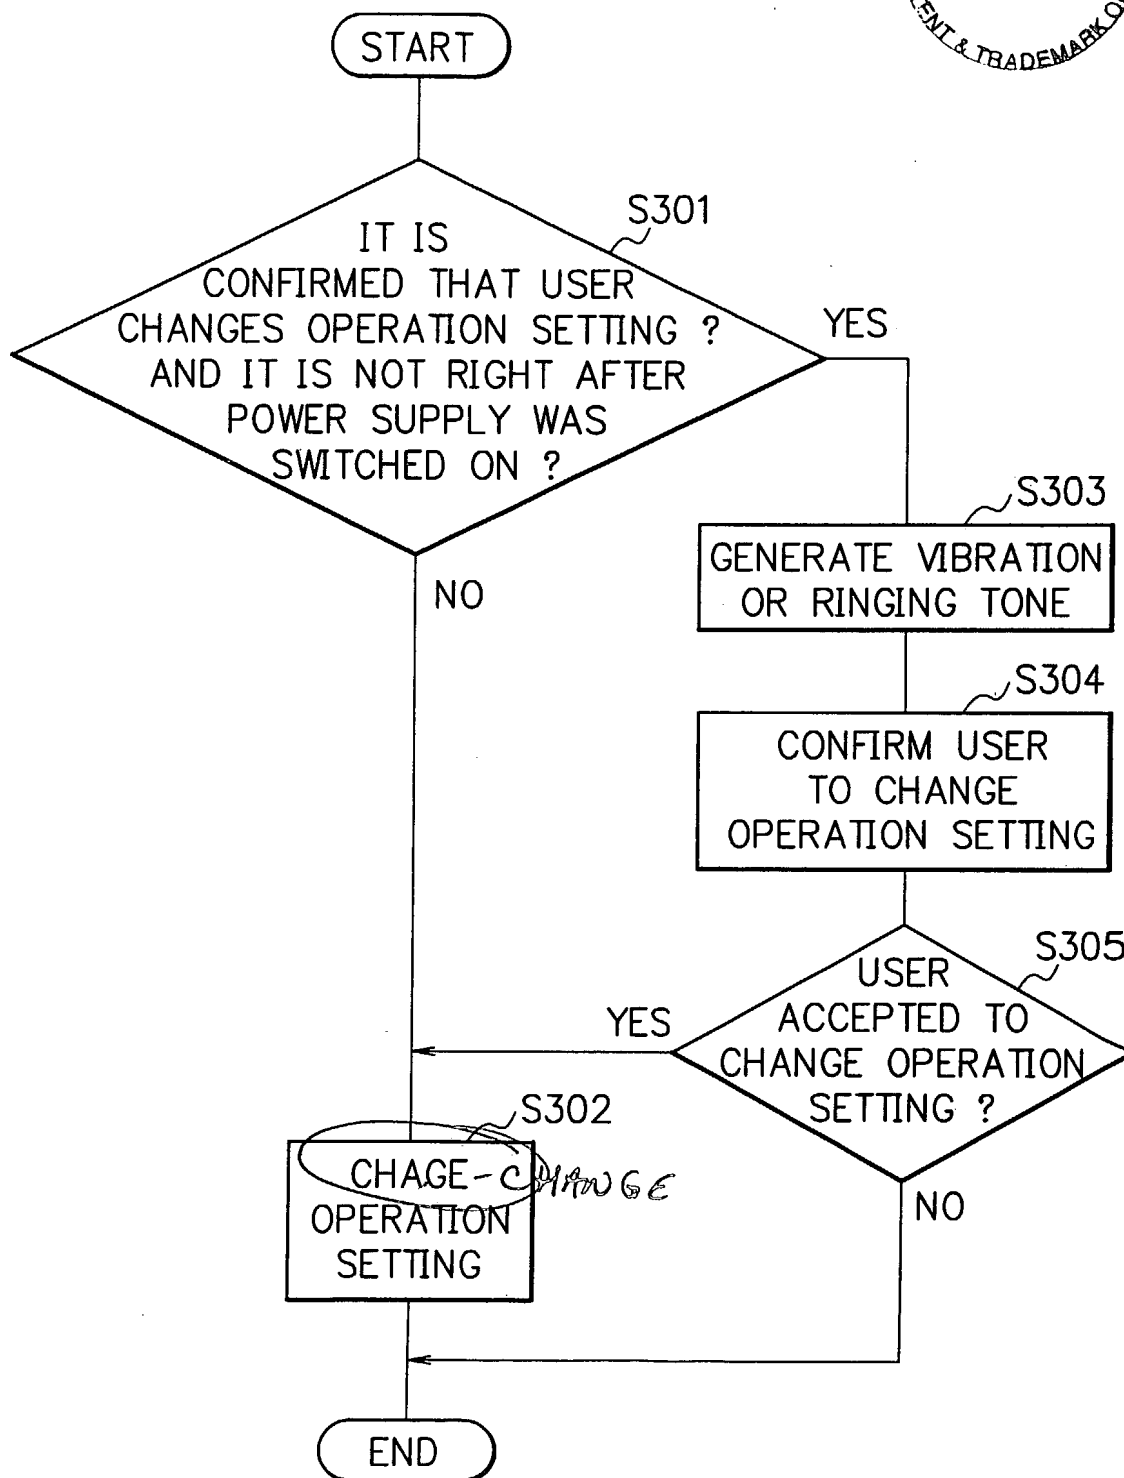 ENT & TRADEMARK O
START
S301
IT IS
CONFIRMED THAT USER
CHANGES OPERATION SETTING ?
AND IT IS NOT RIGHT AFTER
POWER SUPPLY WAS
SWITCHED ON ?
YES
NO
S303
GENERATE VIBRATION
OR RINGING TONE
S304
CONFIRM USER
TO CHANGE
OPERATION SETTING
S305
USER
ACCEPTED TO
CHANGE OPERATION
SETTING ?
YES
NO
S302
CHAGE-CHANGE
OPERATION
SETTING
END